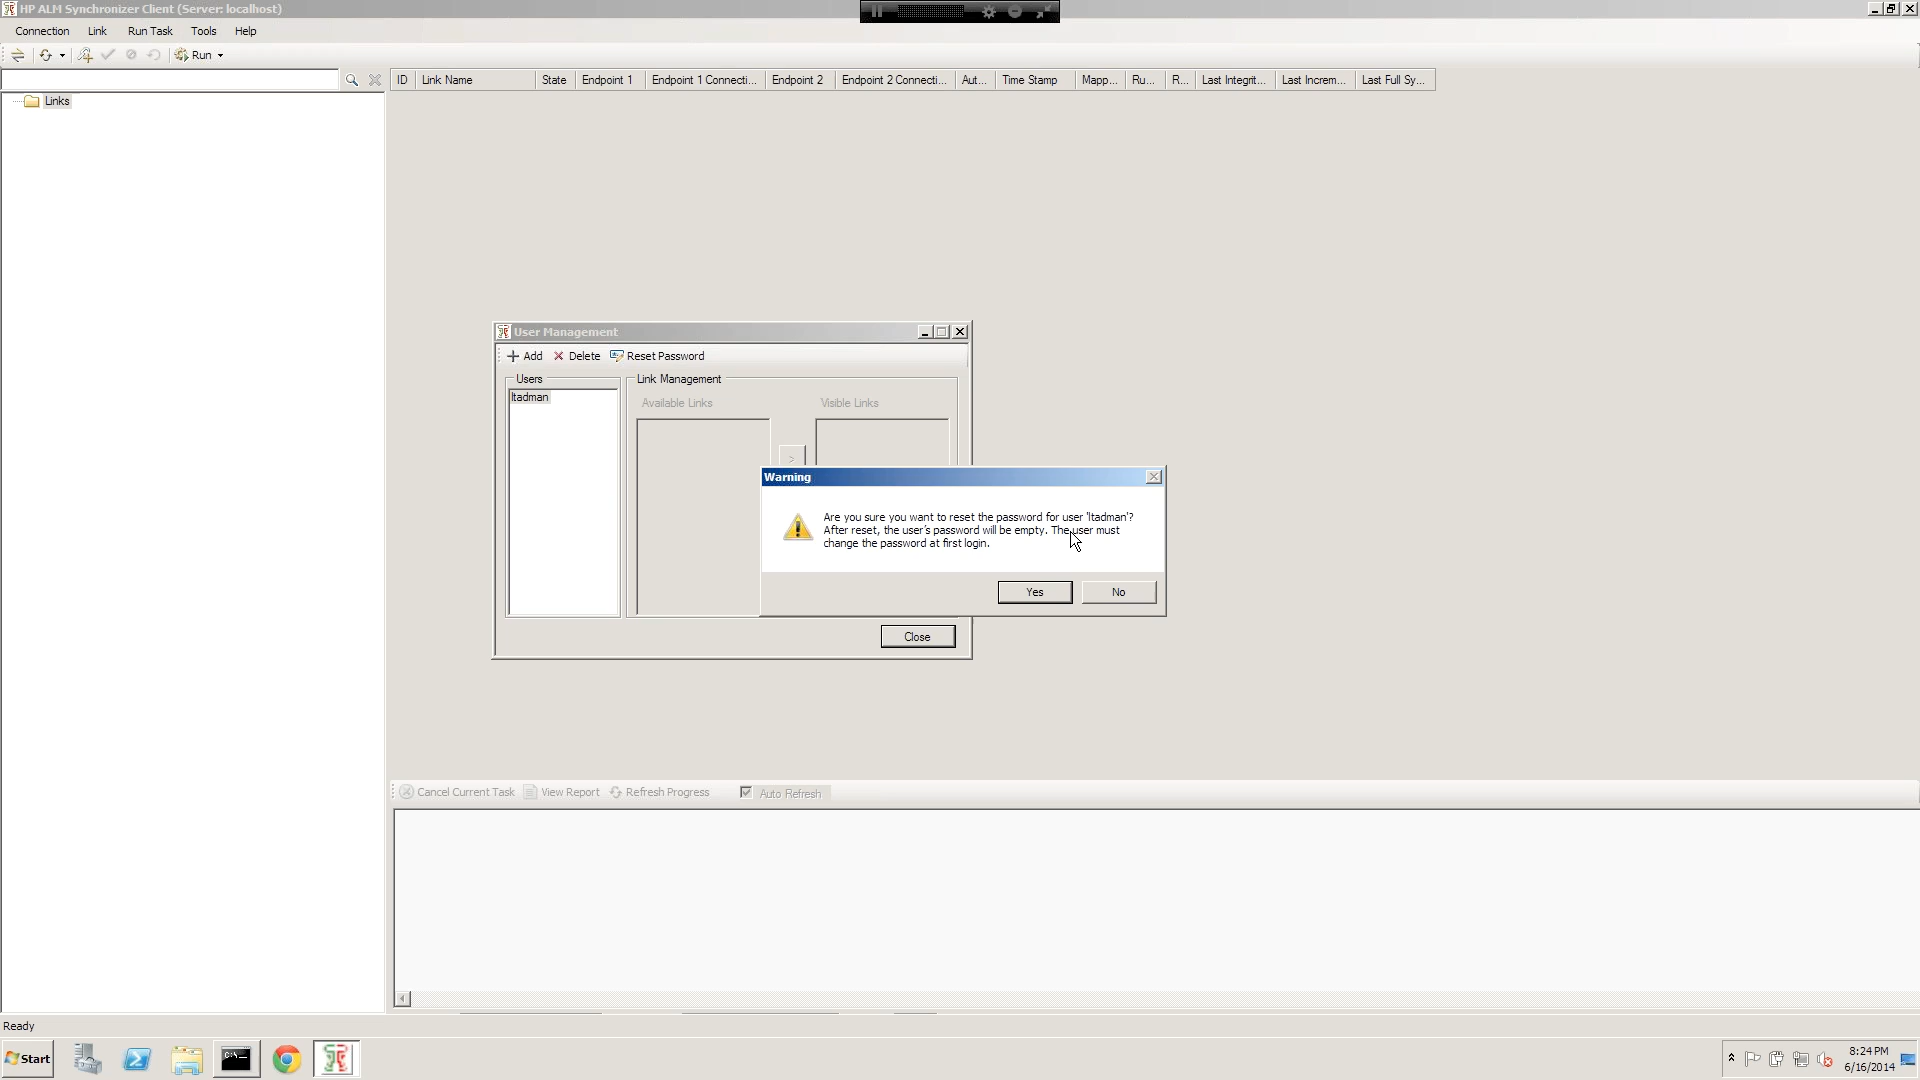 HP ALM Synchronizer Client (Server: localhost)
Connection Link Run Task Tools Help
Run
ID Link Name State Endpoint 1 Endpoint 1 Connecti... Endpoint 2 Endpoint 2 Connecti... Aut... Time Stamp Mapp... Ru... R... Last Integrit... Last Increm... Last Full Sy...
Links
User Management
Add Delete Reset Password
Users
Link Management
ltadman
Available Links Visible Links
>
Warning
Are you sure you want to reset the password for user 'ltadman'?
After reset, the user's password will be empty. The user must
change the password at first login.
Yes No
Close
Cancel Current Task View Report Refresh Progress Auto Refresh
Ready
Start
C:\
8:24 PM
6/16/2014